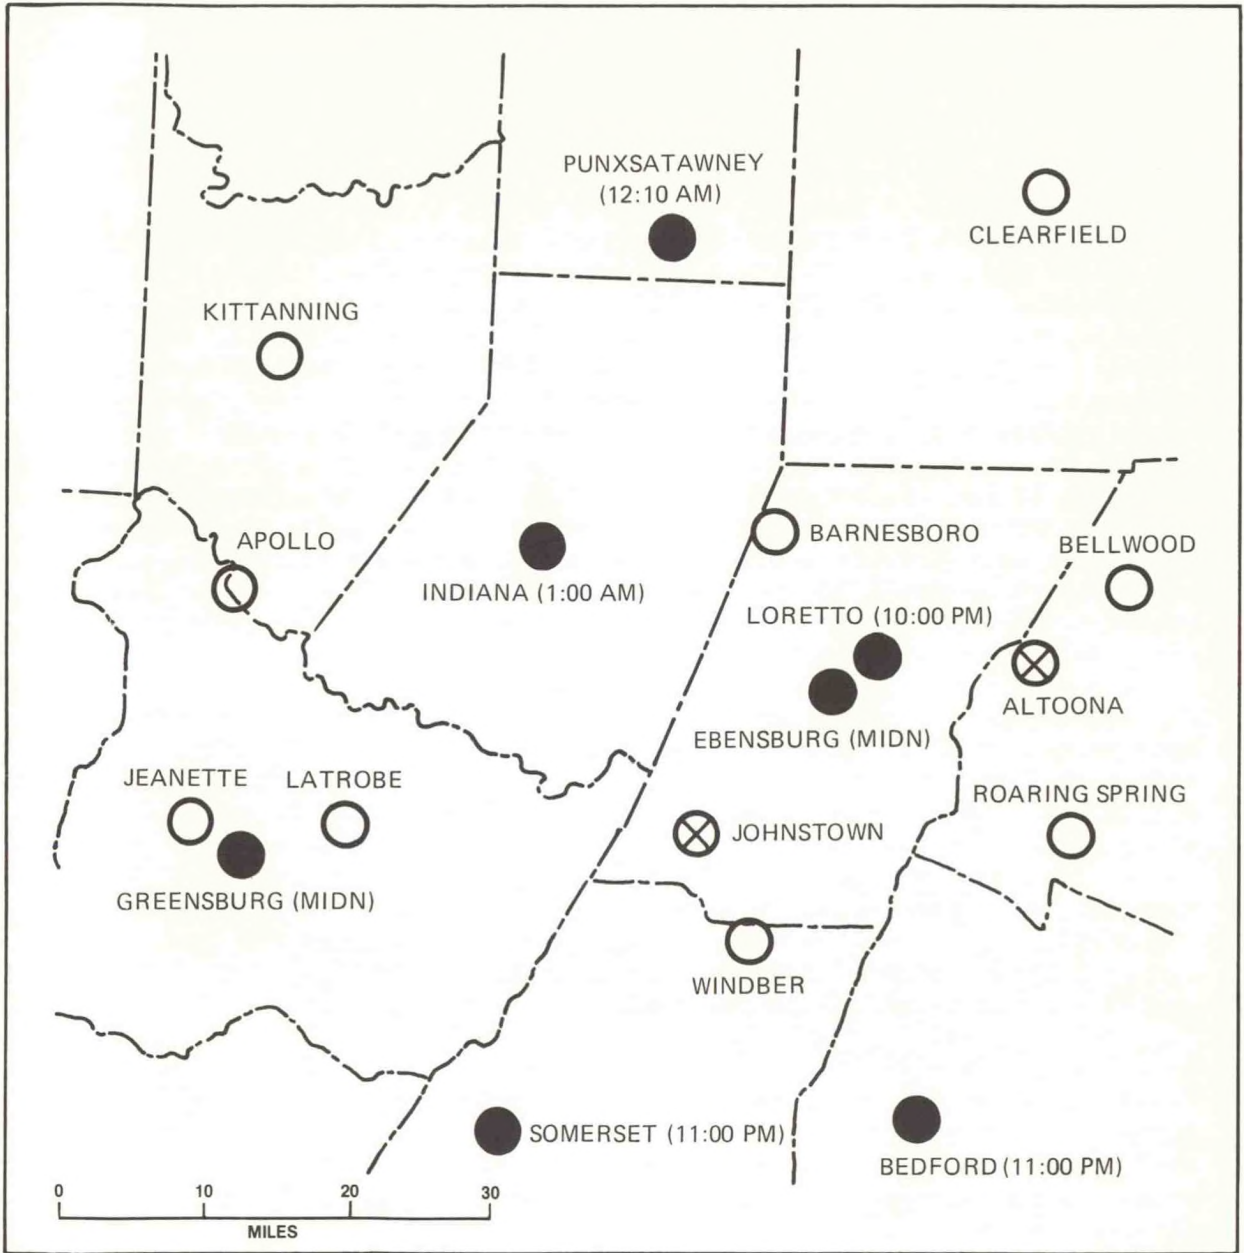 PUNXSATAWNEY
(12:10 AM)
CLEARFIELD
KITTANNING
APOLLO
INDIANA (1:00 AM)
BARNESBORO
BELLWOOD
LORETTO (10:00 PM)
ALTOONA
EBENSBURG (MIDN)
JEANETTE
LATROBE
ROARING SPRING
JOHNSTOWN
GREENSBURG (MIDN)
WINDBER
SOMERSET (11:00 PM)
BEDFORD (11:00 PM)
0 10 20 30
MILES